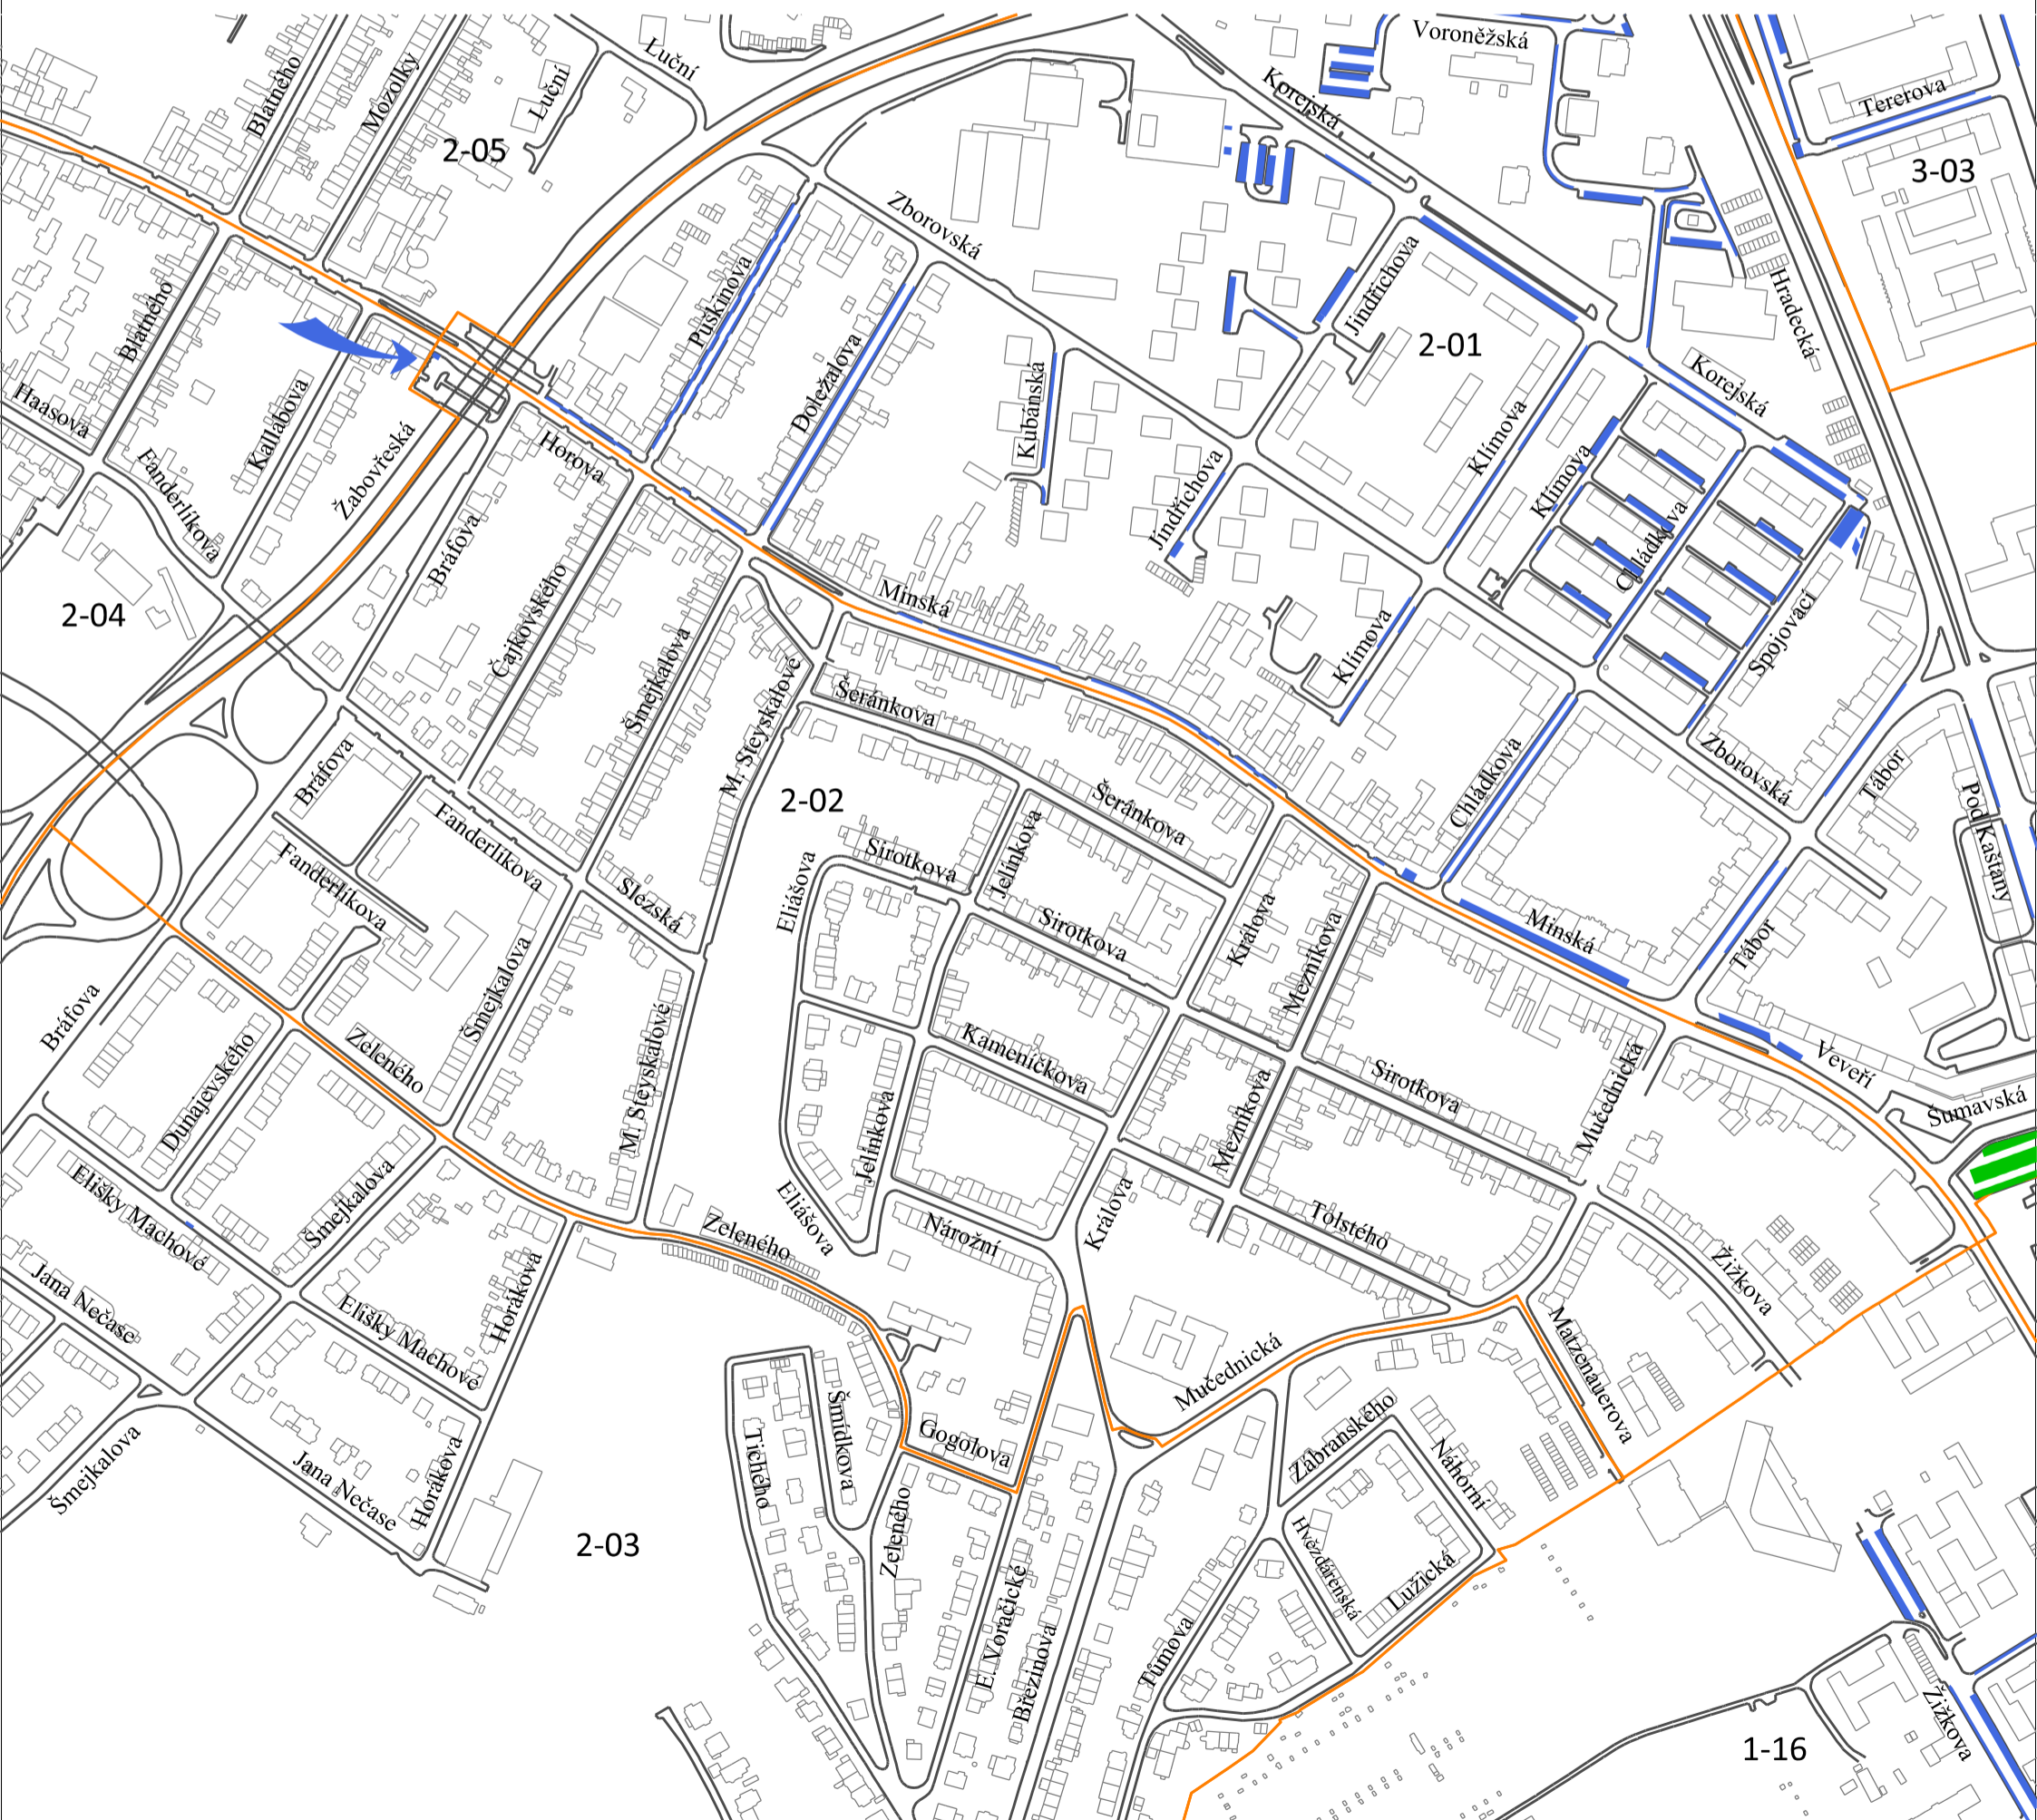 Voroněžská
Luční
Blatného
Mozolky
Luční
Korejská
Tererova
2-05
3-03
Zborovská
Puškinova
Jindřichova
Hradecká
Blatného
2-01
Doležalova
Korejská
Kubánská
Haasova
Kallabova
Klímova
Horova
Žabovřeská
Klímova
Fanderlíkova
Jindřichova
Bráfova
Chládkova
2-04
Minská
Čajkovského
Klímova
Spojovací
Šmejkalova
M. Steyskalové
Šeránkova
Zborovská
Bráfova
Tábor
Chládkova
2-02
Šeránkova
Pod Kaštany
Fanderlíkova
Jelínkova
Sirotkova
Fanderlíkova
Eliášova
Slezská
Sirotkova
Králova
Mezníkova
Minská
Tábor
Šmejkalova
Bráfova
Zeleného
Kameníčkova
Veveří
Dunajevského
M. Steyskalové
Sirotkova
Mučednická
Mezníkova
Šumavská
Jelínkova
Elišky Machové
Šmejkalova
Eliášova
Nárožní
Králova
Tolstého
Zeleného
Žižkova
Jana Nečase
Horákova
Elišky Machové
Matzenauerova
Mučednická
Šmídkova
Zábranského
Gogolova
Tichého
Náhorní
Šmejkalova
Jana Nečase
Horákova
Zeleného
2-03
Hvězdárenská
Lužická
E. Voračické
Březinova
Tůmova
Žižkova
1-16